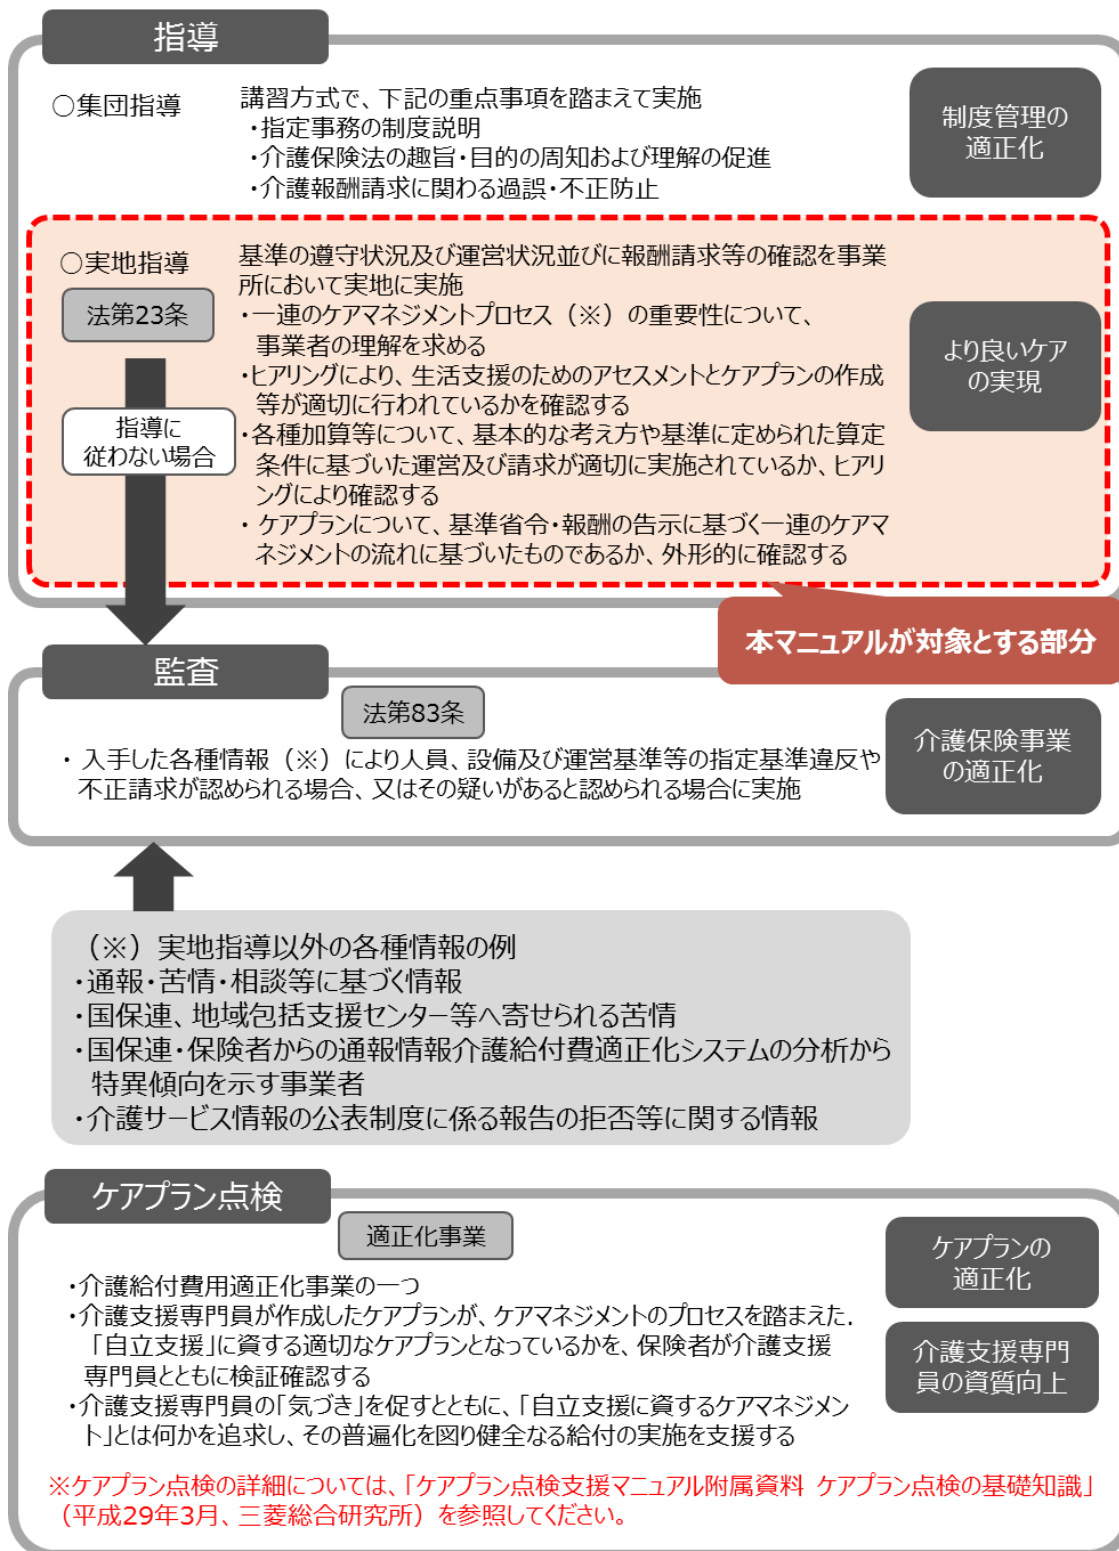 指導
○集団指導
講習方式で、下記の重点事項を踏まえて実施
・指定事務の制度説明
・介護保険法の趣旨・目的の周知および理解の促進
・介護報酬請求に関わる過誤・不正防止
制度管理の
適正化
○実地指導
法第23条
指導に
従わない場合
基準の遵守状況及び運営状況並びに報酬請求等の確認を事業
所において実地に実施
・一連のケアマネジメントプロセス（※）の重要性について、
事業者の理解を求める
・ヒアリングにより、生活支援のためのアセスメントとケアプランの作成
等が適切に行われているかを確認する
・各種加算等について、基本的な考え方や基準に定められた算定
条件に基づいた運営及び請求が適切に実施されているか、ヒアリ
ングにより確認する
・ ケアプランについて、基準省令・報酬の告示に基づく一連のケアマ
ネジメントの流れに基づいたものであるか、外形的に確認する
より良いケア
の実現
本マニュアルが対象とする部分
監査
法第83条
・ 入手した各種情報（※）により人員、設備及び運営基準等の指定基準違反や
不正請求が認められる場合、又はその疑いがあると認められる場合に実施
介護保険事業
の適正化
（※）実地指導以外の各種情報の例
・通報・苦情・相談等に基づく情報
・国保連、地域包括支援センター等へ寄せられる苦情
・国保連・保険者からの通報情報介護給付費適正化システムの分析から
特異傾向を示す事業者
・介護サービス情報の公表制度に係る報告の拒否等に関する情報
ケアプラン点検
適正化事業
・介護給付費用適正化事業の一つ
・介護支援専門員が作成したケアプランが、ケアマネジメントのプロセスを踏まえた.
「自立支援」に資する適切なケアプランとなっているかを、保険者が介護支援
専門員とともに検証確認する
・介護支援専門員の「気づき」を促すとともに、「自立支援に資するケアマネジメン
ト」とは何かを追求し、その普遍化を図り健全なる給付の実施を支援する
ケアプランの
適正化
介護支援専門
員の資質向上
※ケアプラン点検の詳細については、「ケアプラン点検支援マニュアル附属資料 ケアプラン点検の基礎知識」
（平成29年3月、三菱総合研究所）を参照してください。